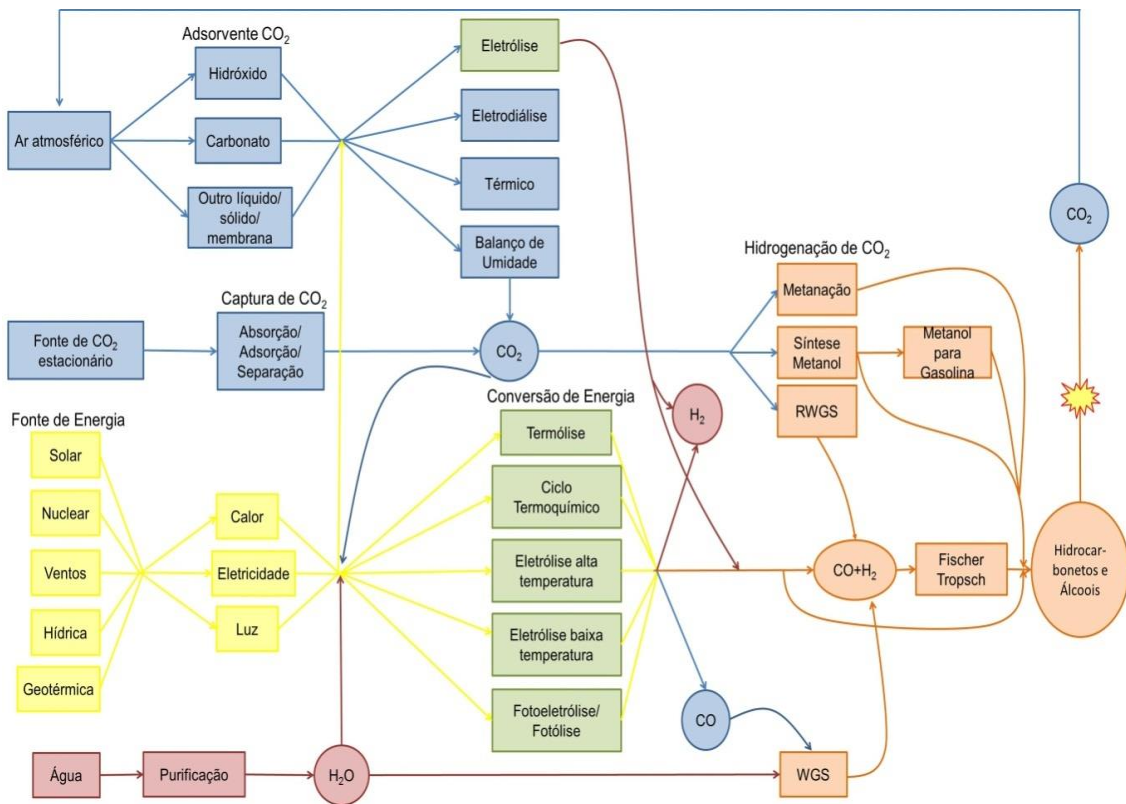 Adsorvente CO₂
Eletrólise
Hidróxido
Ar atmosférico
Carbonato
Eletrodiálise
Térmico
Outro líquido/
sólido/
membrana
Balanço de
Umidade
CO₂
Hidrogenação de CO₂
Metanação
Captura de CO₂
Fonte de CO₂
estacionário
Absorção/
Adsorção/
Separação
CO₂
Síntese
Metanol
Metanol
para
Gasolina
RWGS
H₂
Fonte de Energia
Conversão de Energia
Solar
Nuclear
Ventos
Hídrica
Geotérmica
Calor
Eletricidade
Luz
Termólise
Ciclo
Termoquímico
Eletrólise alta
temperatura
Eletrólise baixa
temperatura
Fotoeletrólise/
Fotólise
CO+H₂
Fischer
Tropsch
Hidrocar-
bonetos e
Álcoois
CO
WGS
Água
Purificação
H₂O